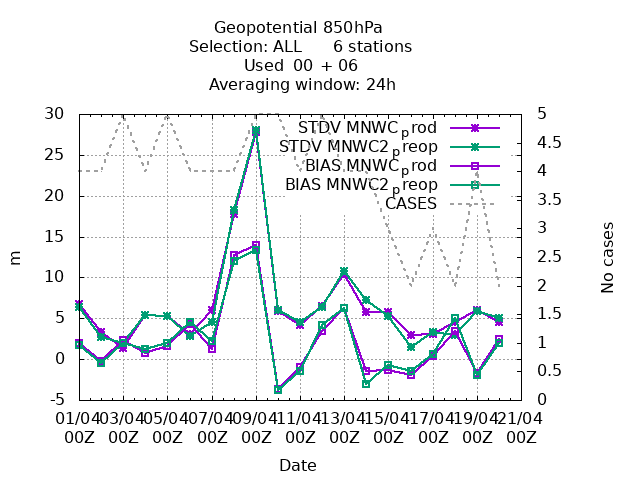 Geopotential 850hPa
Selection: ALL 6 stations
Used 00 + 06
Averaging window: 24h
STDV MNWCprod
STDV MNWC2preop
BIAS MNWCprod
BIAS MNWC2preop
CASES
30
25
20
15
10
5
0
-5
m
5
4.5
4
3.5
3
2.5
2
1.5
1
0.5
0
No cases
01/04 03/04 05/04 07/04 09/04 11/04 13/04 15/04 17/04 19/04 21/04
00Z 00Z 00Z 00Z 00Z 00Z 00Z 00Z 00Z 00Z 00Z
Date